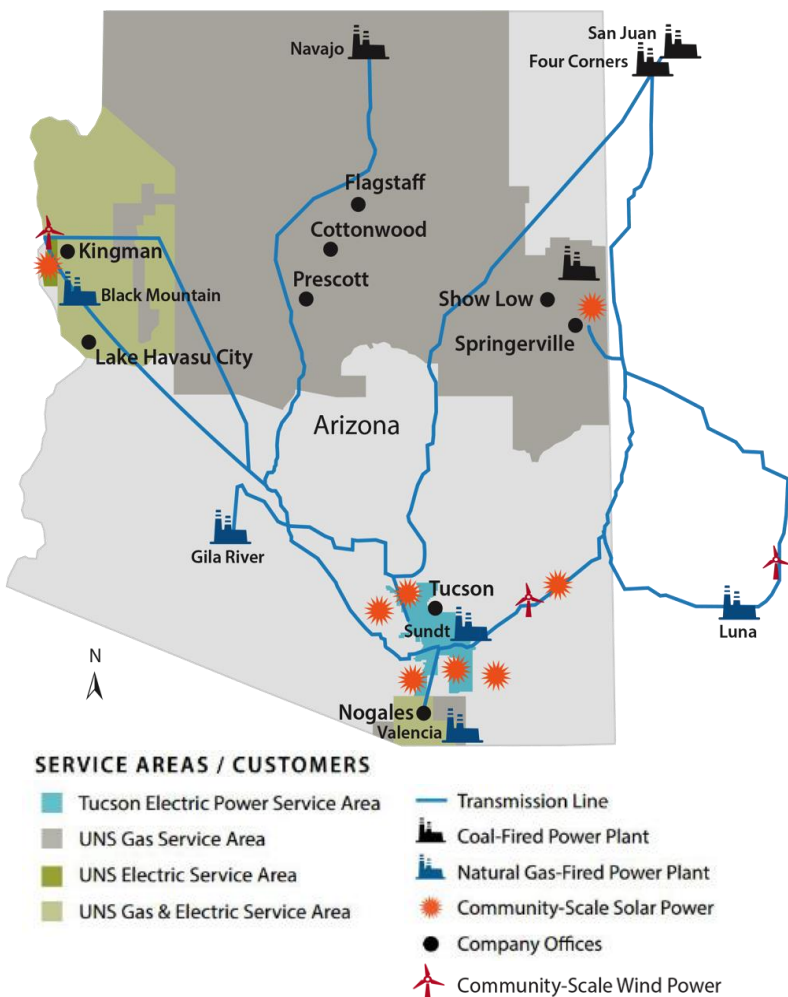 San Juan
Navajo
Four Corners
Flagstaff
Cottonwood
Kingman
Prescott
Black Mountain
Show Low
Springerville
Lake Havasu City
Arizona
Gila River
Tucson
Sundt
Luna
N
Nogales
Valencia
SERVICE AREAS / CUSTOMERS
Tucson Electric Power Service Area
UNS Gas Service Area
UNS Electric Service Area
UNS Gas & Electric Service Area
Transmission Line
Coal-Fired Power Plant
Natural Gas-Fired Power Plant
Community-Scale Solar Power
Company Offices
Community-Scale Wind Power